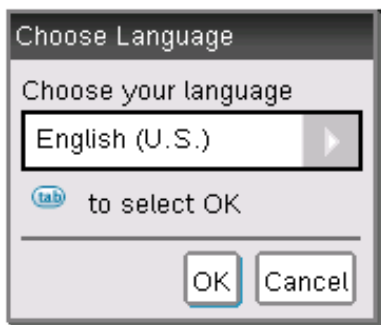 Choose Language
Choose your language
English (U.S.)
tab to select OK
OK Cancel